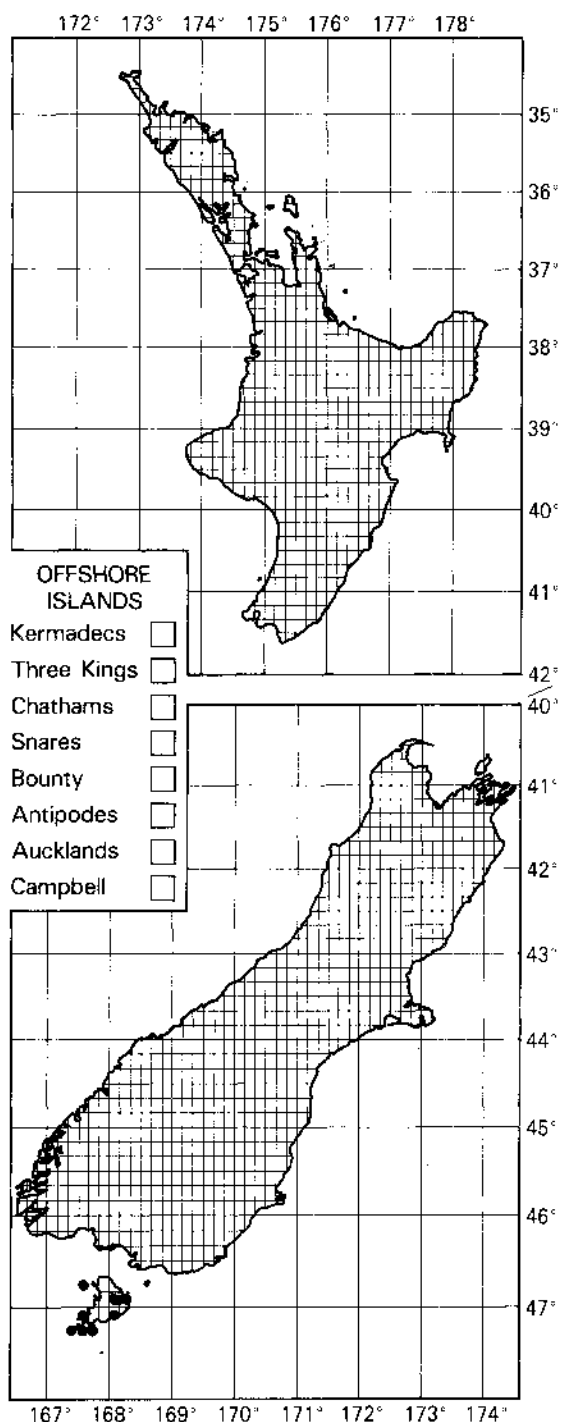 172° 173° 174° 175° 176° 177° 178°
35°
36°
37°
38°
39°
40°
41°
42°
OFFSHORE
ISLANDS
Kermadecs
Three Kings
Chathams
Snares
Bounty
Antipodes
Aucklands
Campbell
40°
41°
42°
43°
44°
45°
46°
47°
167° 168° 169° 170° 171° 172° 173° 174°